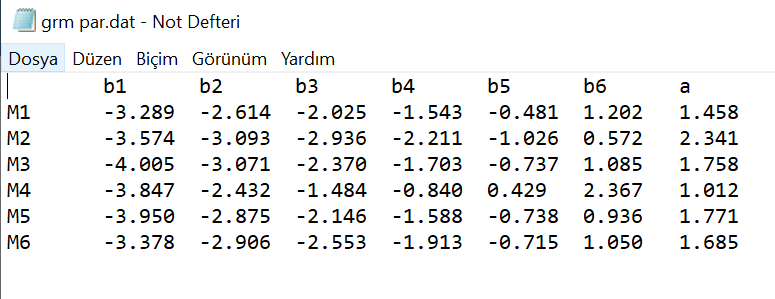 grm par.dat - Not Defteri
Dosya Düzen Biçim Görünüm Yardım
b1 b2 b3 b4 b5 b6 a
M1 -3.289 -2.614 -2.025 -1.543 -0.481 1.202 1.458
M2 -3.574 -3.093 -2.936 -2.211 -1.026 0.572 2.341
M3 -4.005 -3.071 -2.370 -1.703 -0.737 1.085 1.758
M4 -3.847 -2.432 -1.484 -0.840 0.429 2.367 1.012
M5 -3.950 -2.875 -2.146 -1.588 -0.738 0.936 1.771
M6 -3.378 -2.906 -2.553 -1.913 -0.715 1.050 1.685